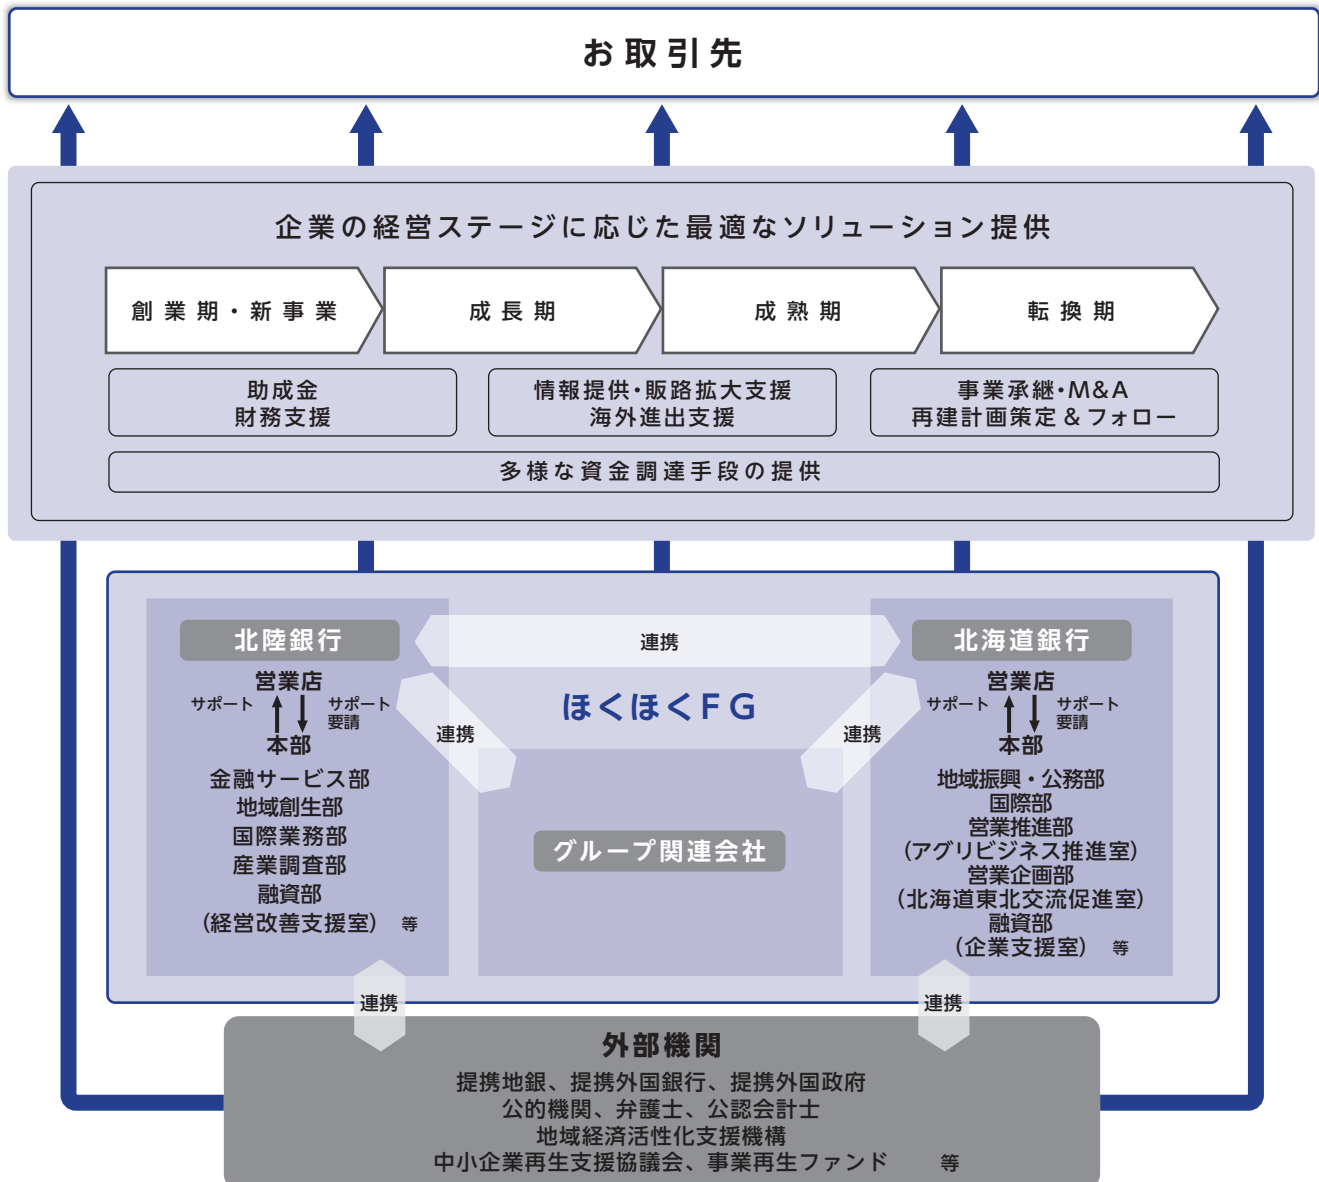 お取引先
企業の経営ステージに応じた最適なソリューション提供
創業期・新事業
成長期
成熟期
転換期
助成金
財務支援
情報提供・販路拡大支援
海外進出支援
事業承継・M&A
再建計画策定 & フォロー
多様な資金調達手段の提供
北陸銀行
連携
北海道銀行
営業店
サポート
サポート
要請
本部
金融サービス部
地域創生部
国際業務部
産業調査部
融資部
(経営改善支援室) 等
ほくほくFG
連携
連携
グループ関連会社
営業店
サポート
サポート
要請
本部
地域振興・公務部
国際部
営業推進部
(アグリビジネス推進室)
営業企画部
(北海道東北交流促進室)
融資部
(企業支援室) 等
連携
連携
外部機関
提携地銀、提携外国銀行、提携外国政府
公的機関、弁護士、公認会計士
地域経済活性化支援機構
中小企業再生支援協議会、事業再生ファンド 等